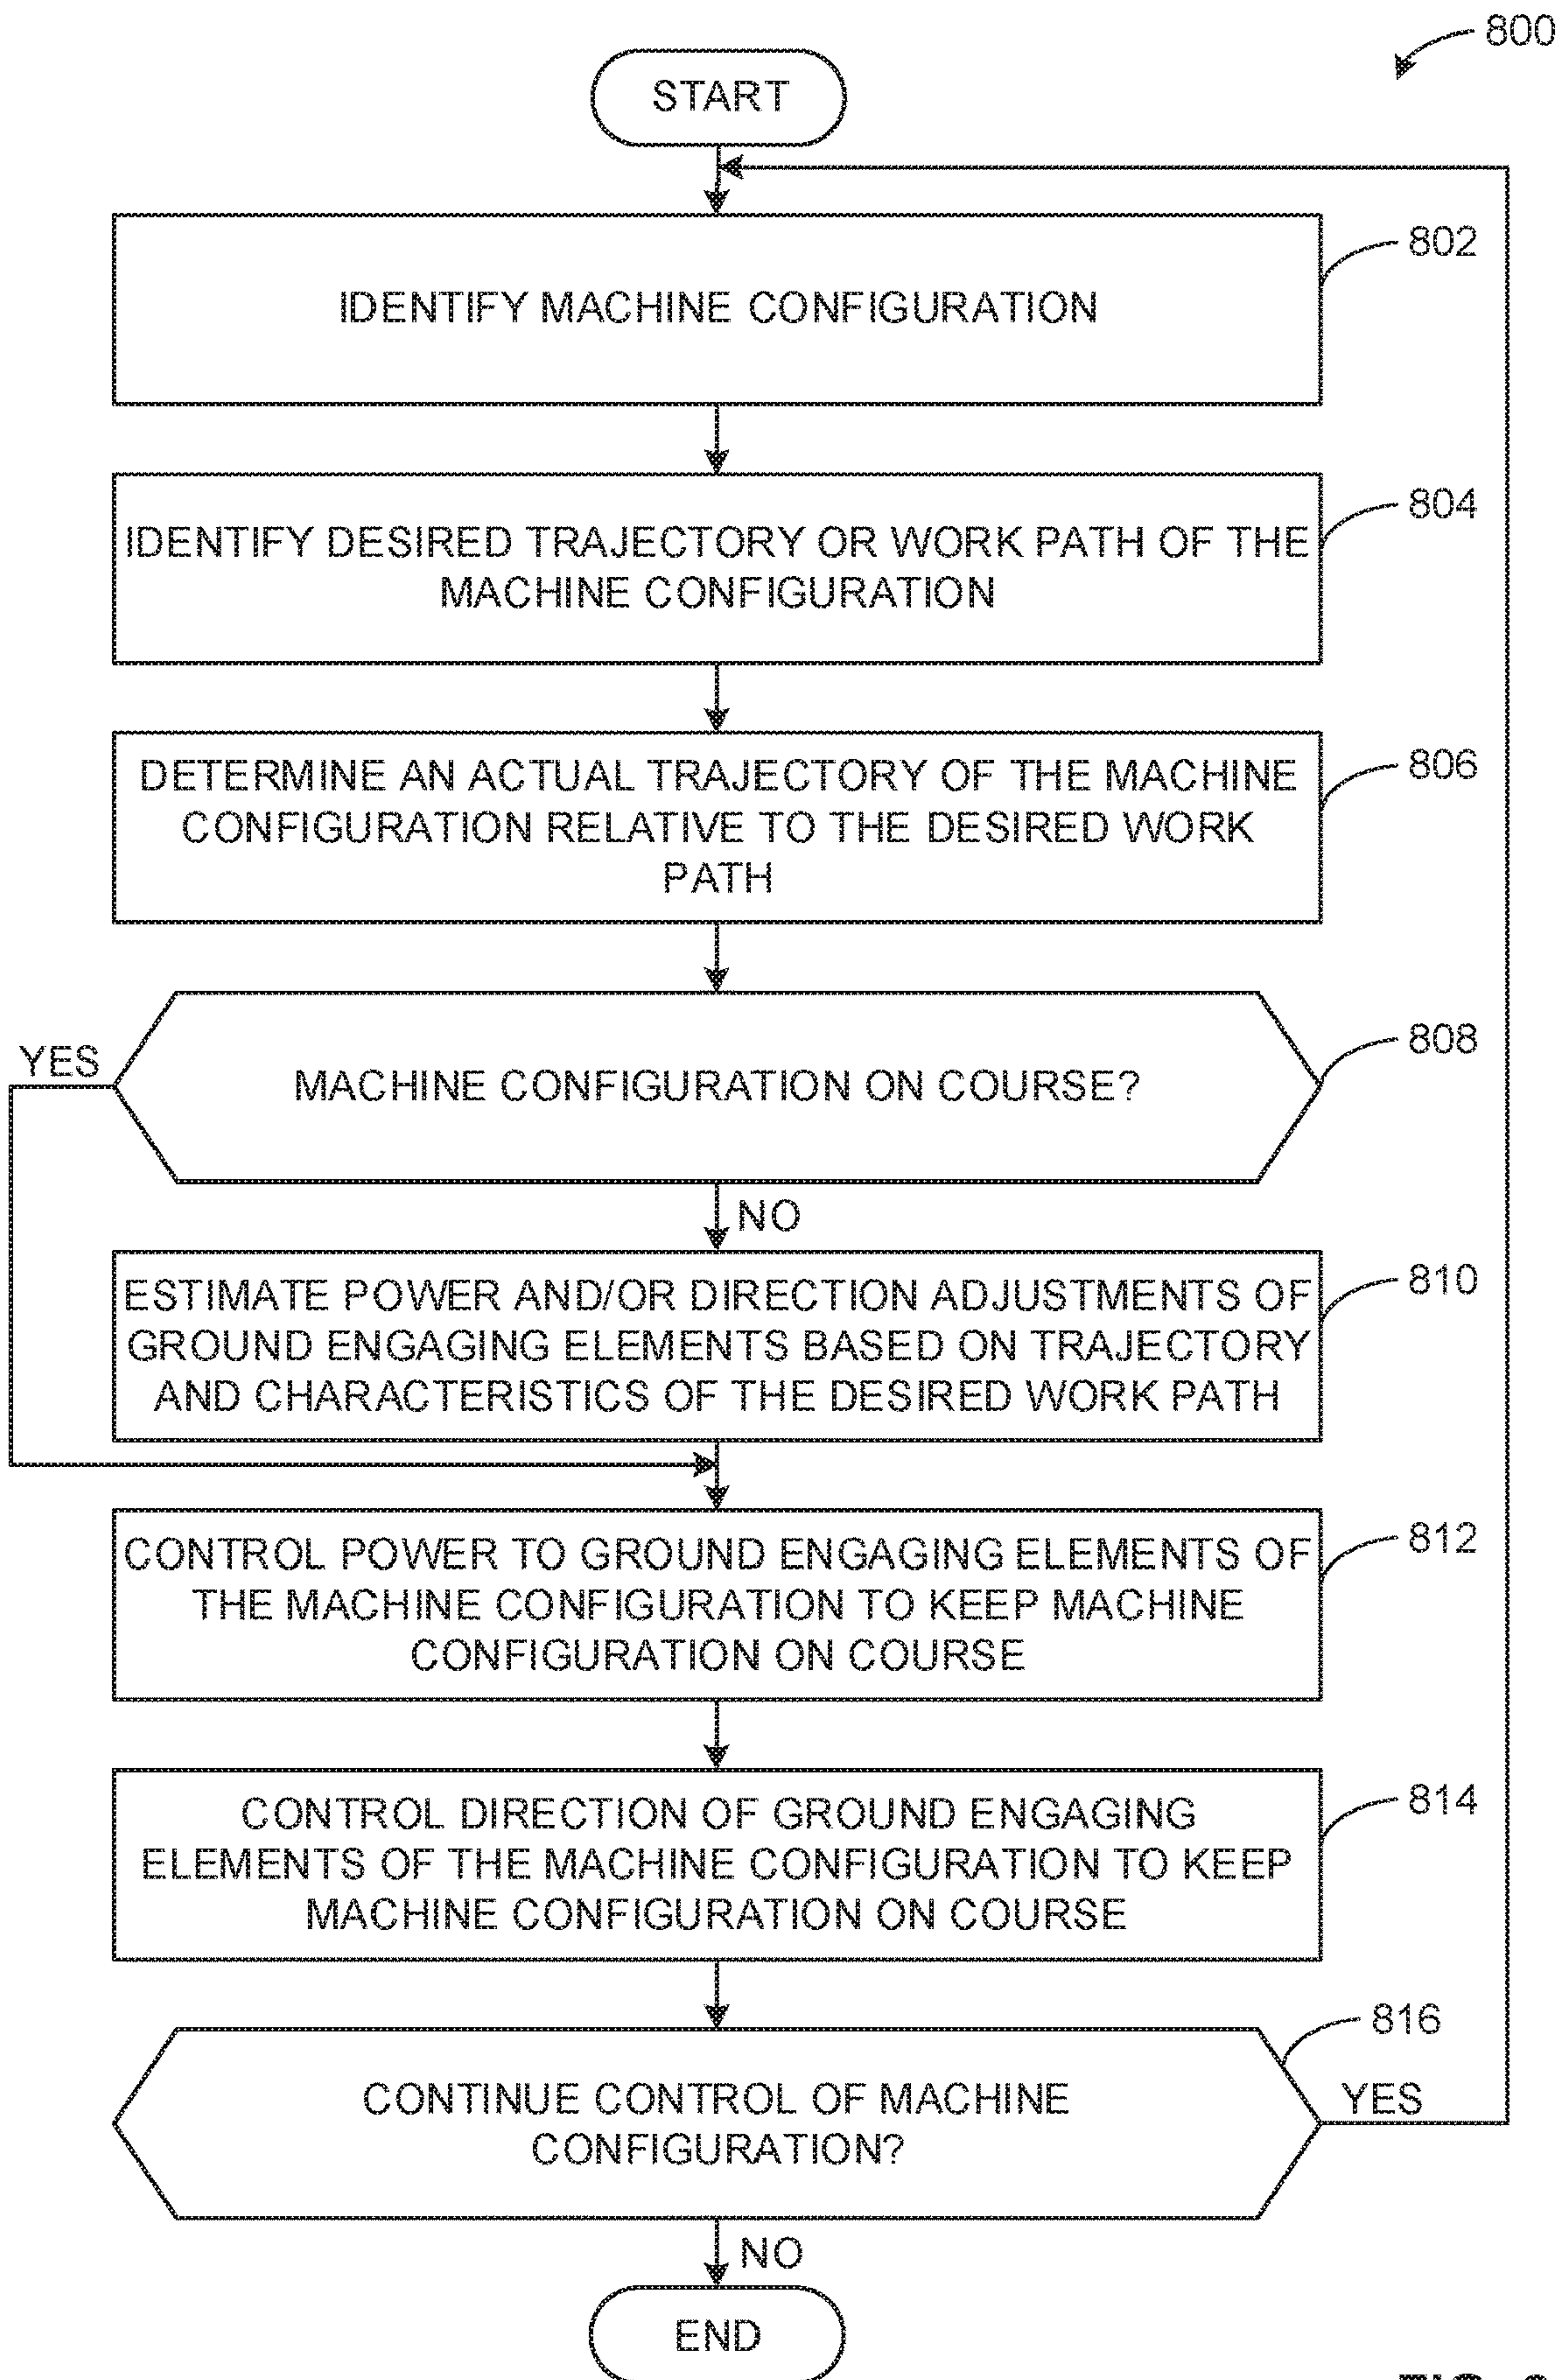 800
START
IDENTIFY MACHINE CONFIGURATION
802
IDENTIFY DESIRED TRAJECTORY OR WORK PATH OF THE
MACHINE CONFIGURATION
804
DETERMINE AN ACTUAL TRAJECTORY OF THE MACHINE
CONFIGURATION RELATIVE TO THE DESIRED WORK
PATH
806
YES
MACHINE CONFIGURATION ON COURSE?
808
NO
ESTIMATE POWER AND/OR DIRECTION ADJUSTMENTS OF
GROUND ENGAGING ELEMENTS BASED ON TRAJECTORY
AND CHARACTERISTICS OF THE DESIRED WORK PATH
810
CONTROL POWER TO GROUND ENGAGING ELEMENTS OF
THE MACHINE CONFIGURATION TO KEEP MACHINE
CONFIGURATION ON COURSE
812
CONTROL DIRECTION OF GROUND ENGAGING
ELEMENTS OF THE MACHINE CONFIGURATION TO KEEP
MACHINE CONFIGURATION ON COURSE
814
816
CONTINUE CONTROL OF MACHINE
CONFIGURATION?
YES
NO
END